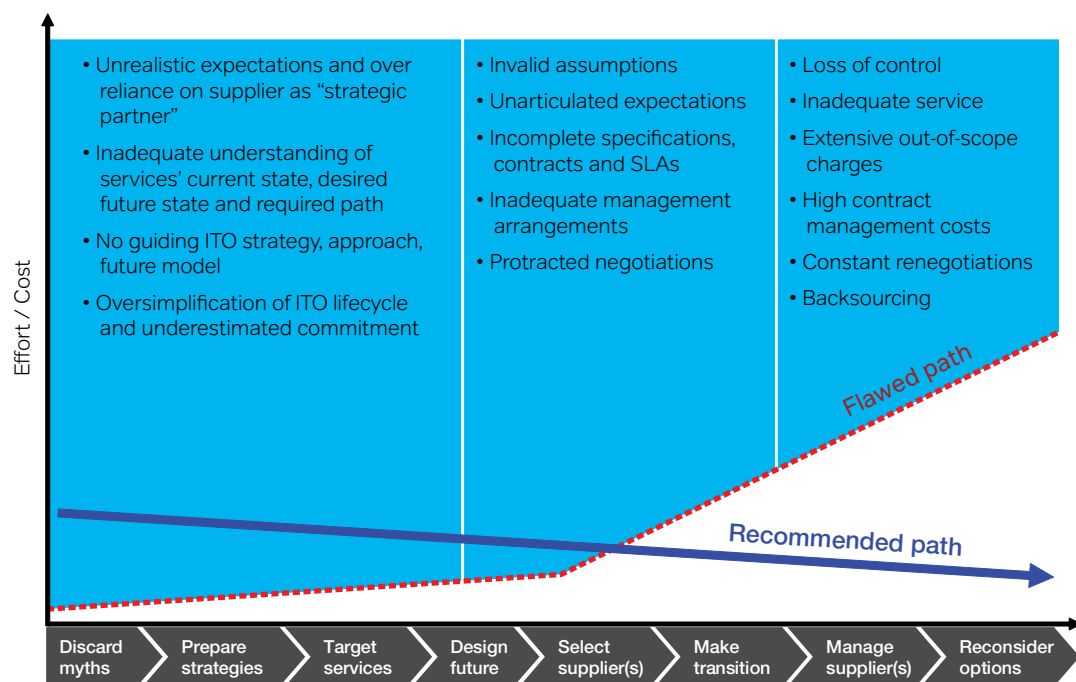 Effort / Cost
• Unrealistic expectations and over
reliance on supplier as “strategic
partner”
• Inadequate understanding of
services’ current state, desired
future state and required path
• No guiding ITO strategy, approach,
future model
• Oversimplification of ITO lifecycle
and underestimated commitment
• Invalid assumptions
• Unarticulated expectations
• Incomplete specifications,
contracts and SLAs
• Inadequate management
arrangements
• Protracted negotiations
• Loss of control
• Inadequate service
• Extensive out-of-scope
charges
• High contract
management costs
• Constant renegotiations
• Backsourcing
Flawed path
Recommended path
Discard
myths
Prepare
strategies
Target
services
Design
future
Select
supplier(s)
Make
transition
Manage
supplier(s)
Reconsider
options